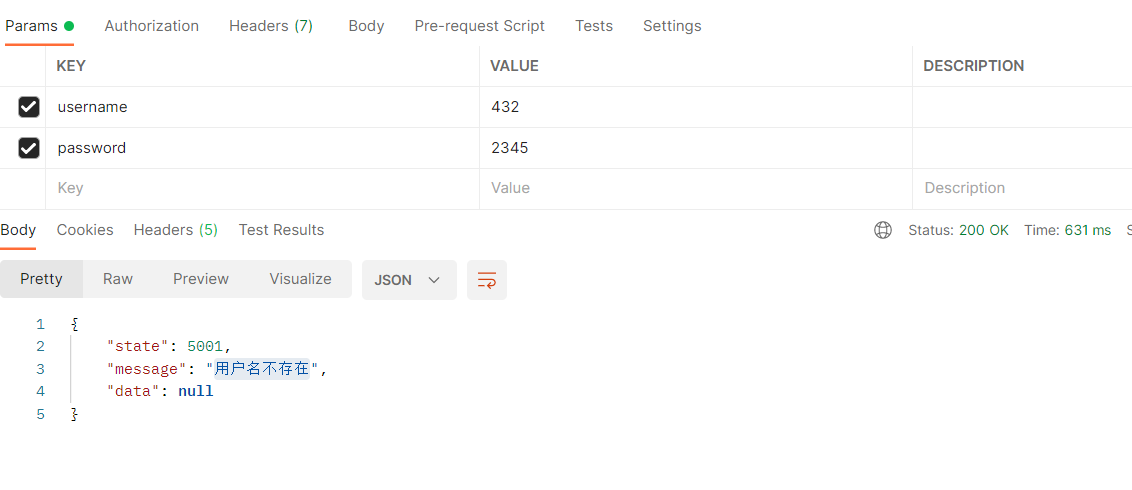 Params Authorization Headers (7) Body Pre-request Script Tests Settings
KEY VALUE DESCRIPTION
username 432
password 2345
Key Value Description
Body Cookies Headers (5) Test Results Status: 200 OK Time: 631 ms
Pretty Raw Preview Visualize JSON
1 {
2 "state": 5001,
3 "message": "用户名不存在",
4 "data": null
5 }